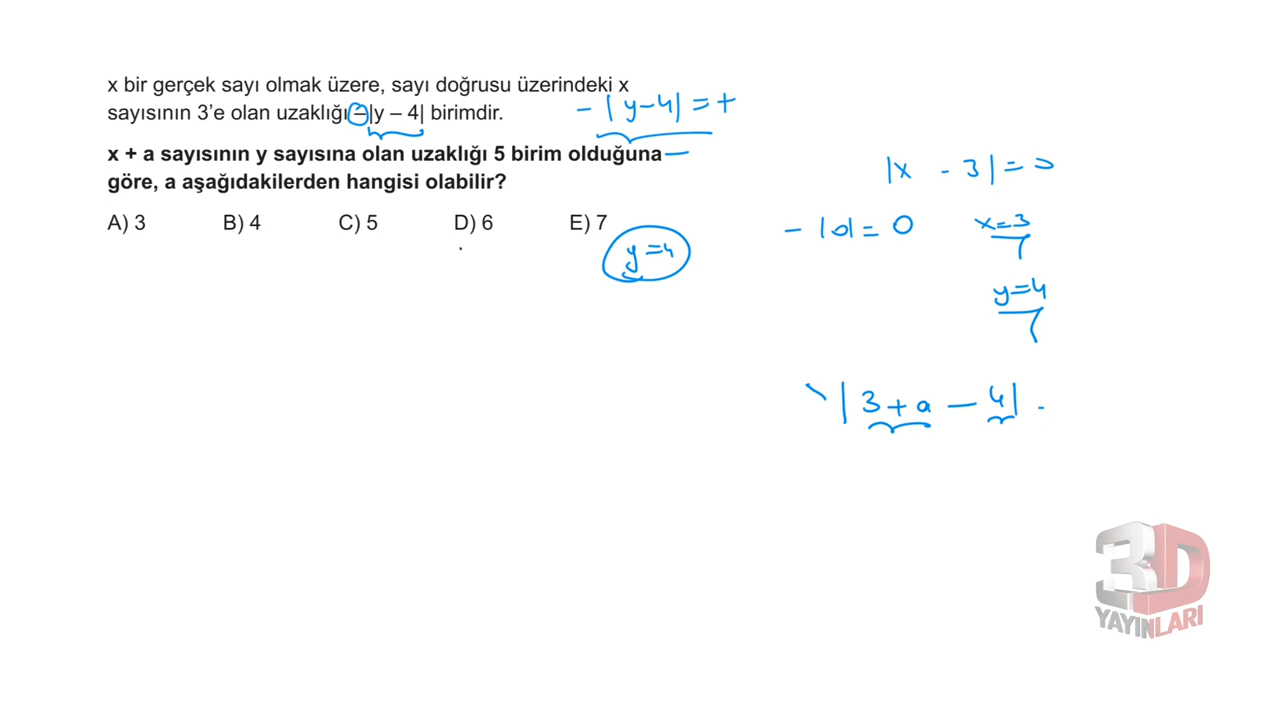 x bir gerçek sayı olmak üzere, sayı doğrusu üzerindeki x
sayısının 3'e olan uzaklığı –|y – 4| birimdir.
– |y–4| = +
x + a sayısının y sayısına olan uzaklığı 5 birim olduğuna
göre, a aşağıdakilerden hangisi olabilir?
A) 3 B) 4 C) 5 D) 6 E) 7
y=4
|x - 3| = 0
– |0| = 0
x=3
y=4
|3+a – 4|
3D
YAYINLARI